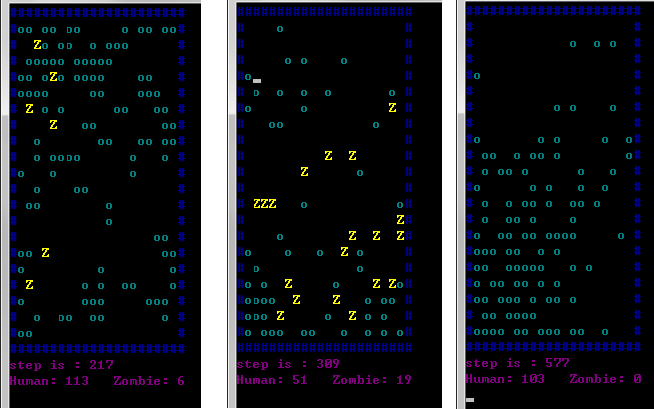 step is : 217
Human: 113 Zombie: 6
step is : 309
Human: 51 Zombie: 19
step is : 577
Human: 103 Zombie: 0